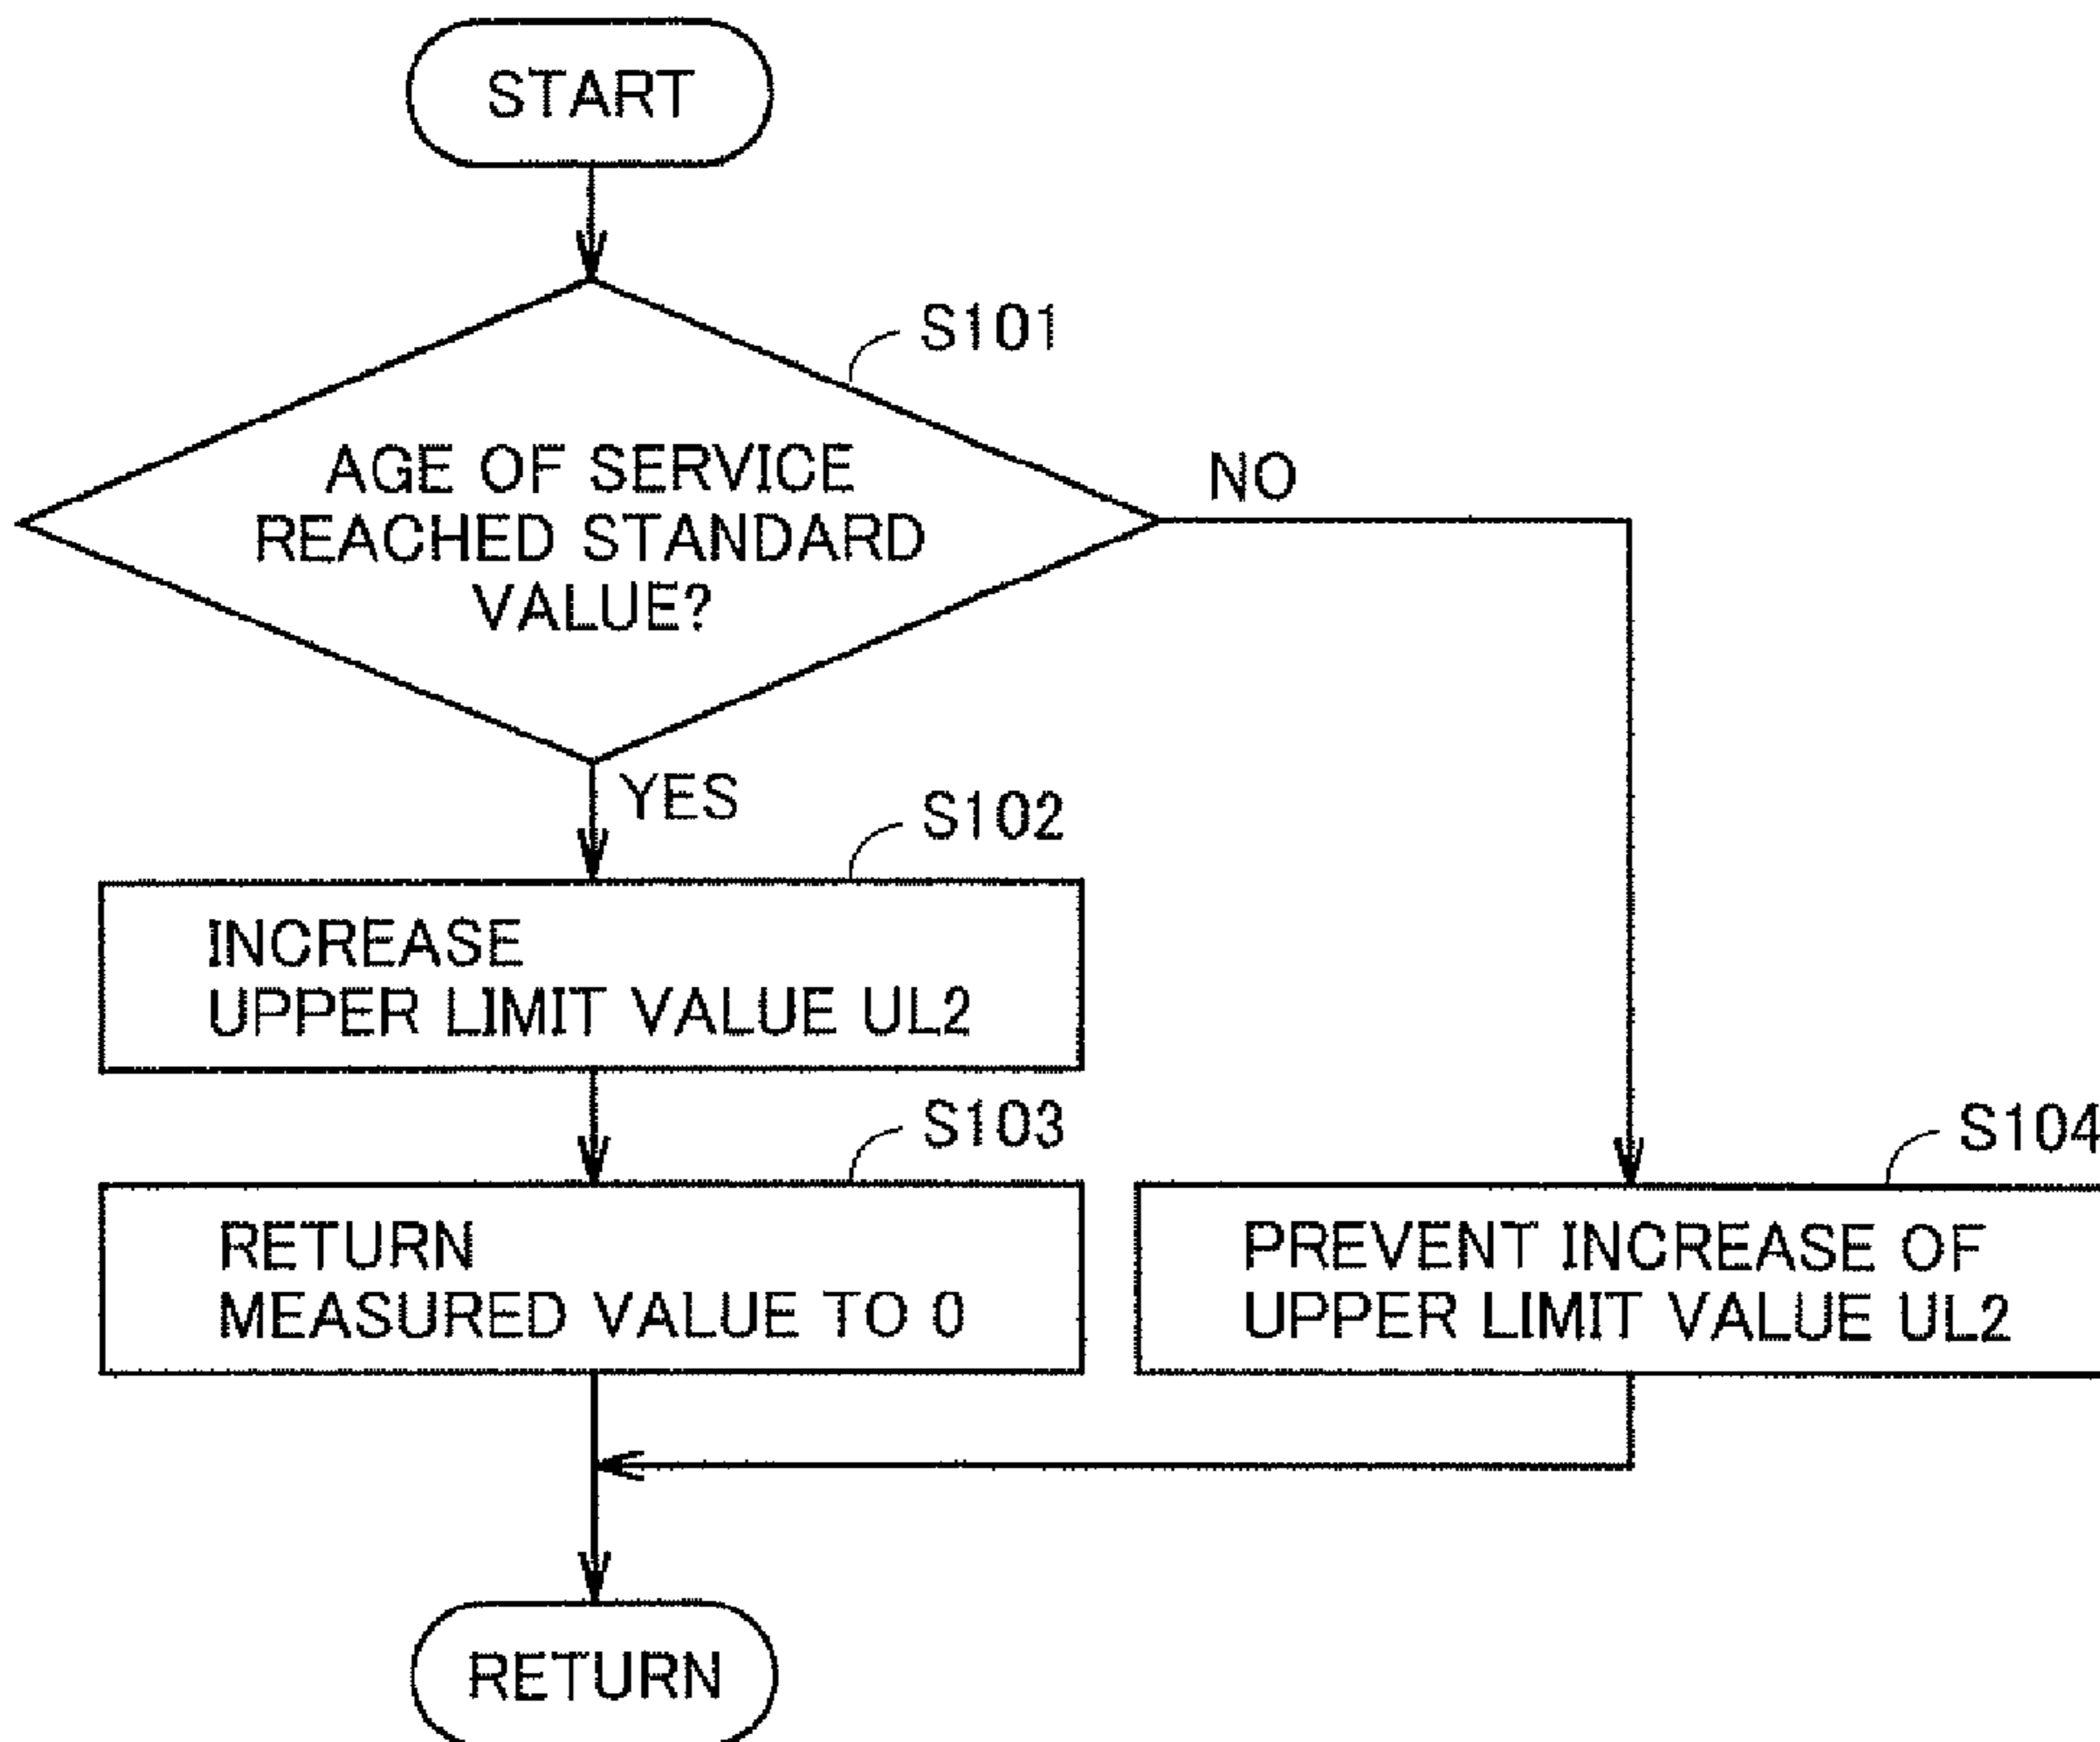 START
S101
AGE OF SERVICE
REACHED STANDARD
VALUE?
NO
YES
S102
INCREASE
UPPER LIMIT VALUE UL2
S103
RETURN
MEASURED VALUE TO 0
S104
PREVENT INCREASE OF
UPPER LIMIT VALUE UL2
RETURN